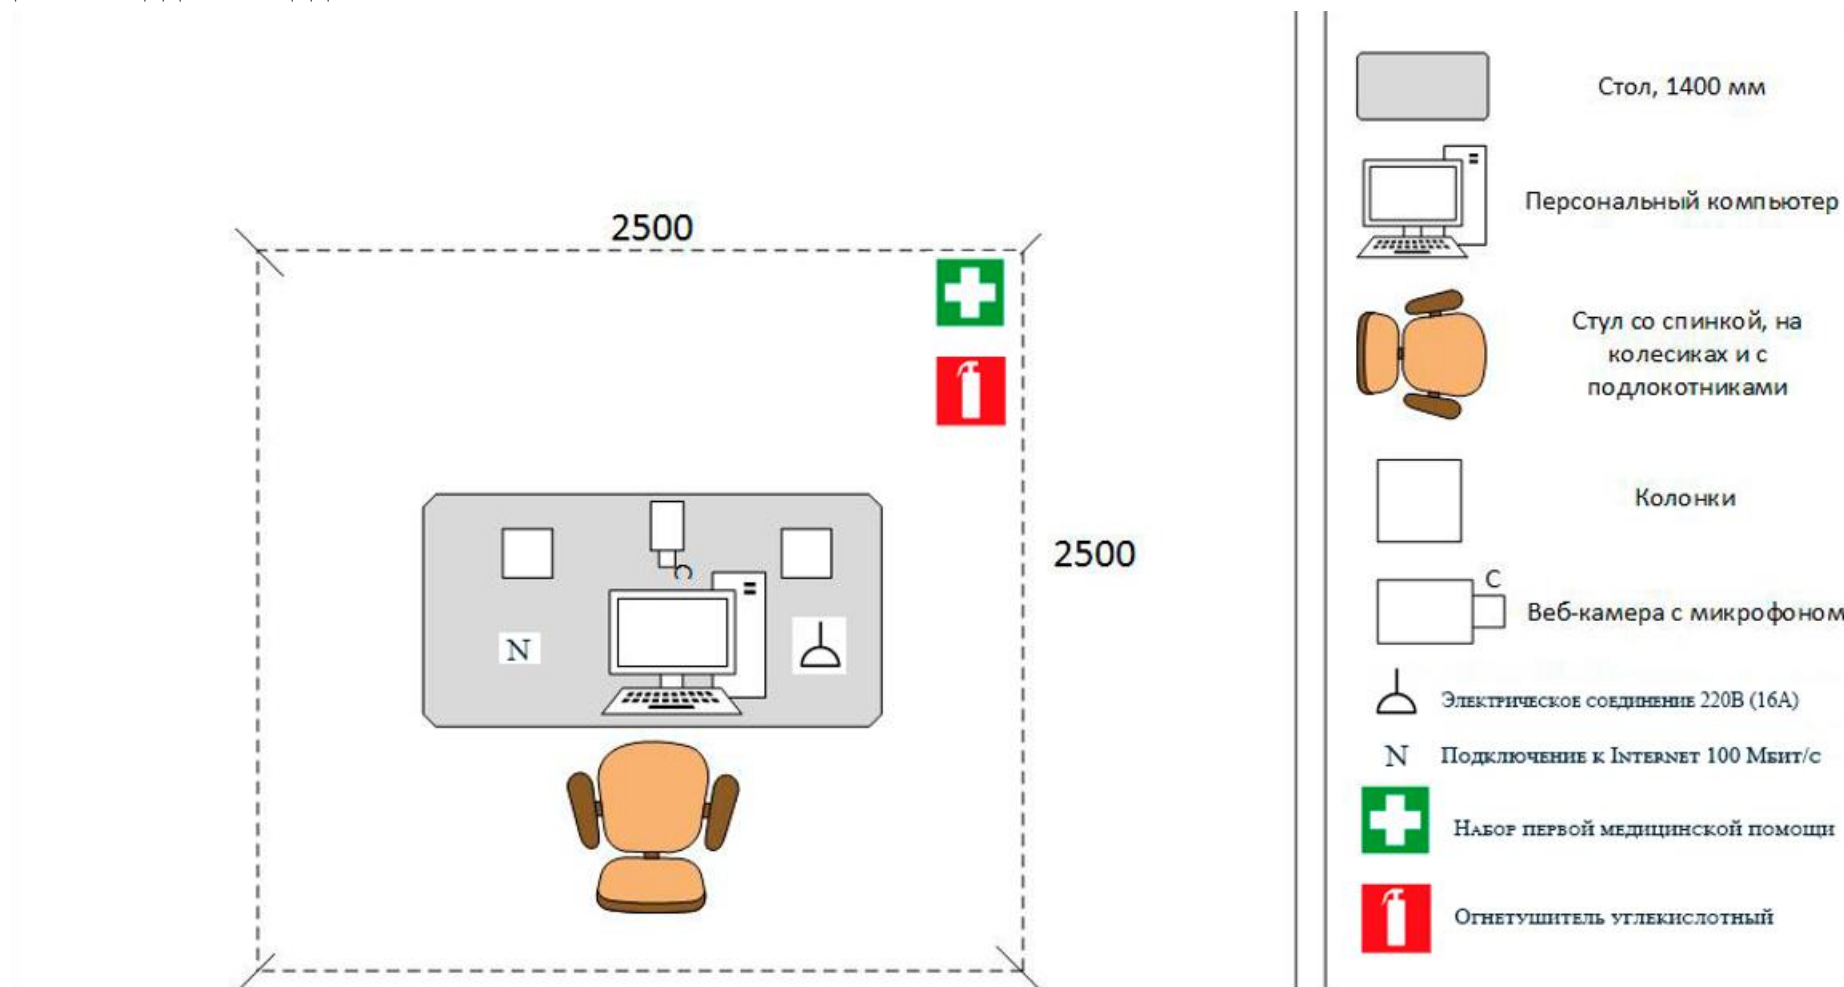 2500
2500
C
N
Стол, 1400 мм
Персональный компьютер
Стул со спинкой, на
колесиках и с
подлокотниками
Колонки
C
Веб-камера с микрофоном
Электрическое соединение 220В (16А)
N
Подключение к Internet 100 Мбит/с
Набор первой медицинской помощи
Огнетушитель углекислотный